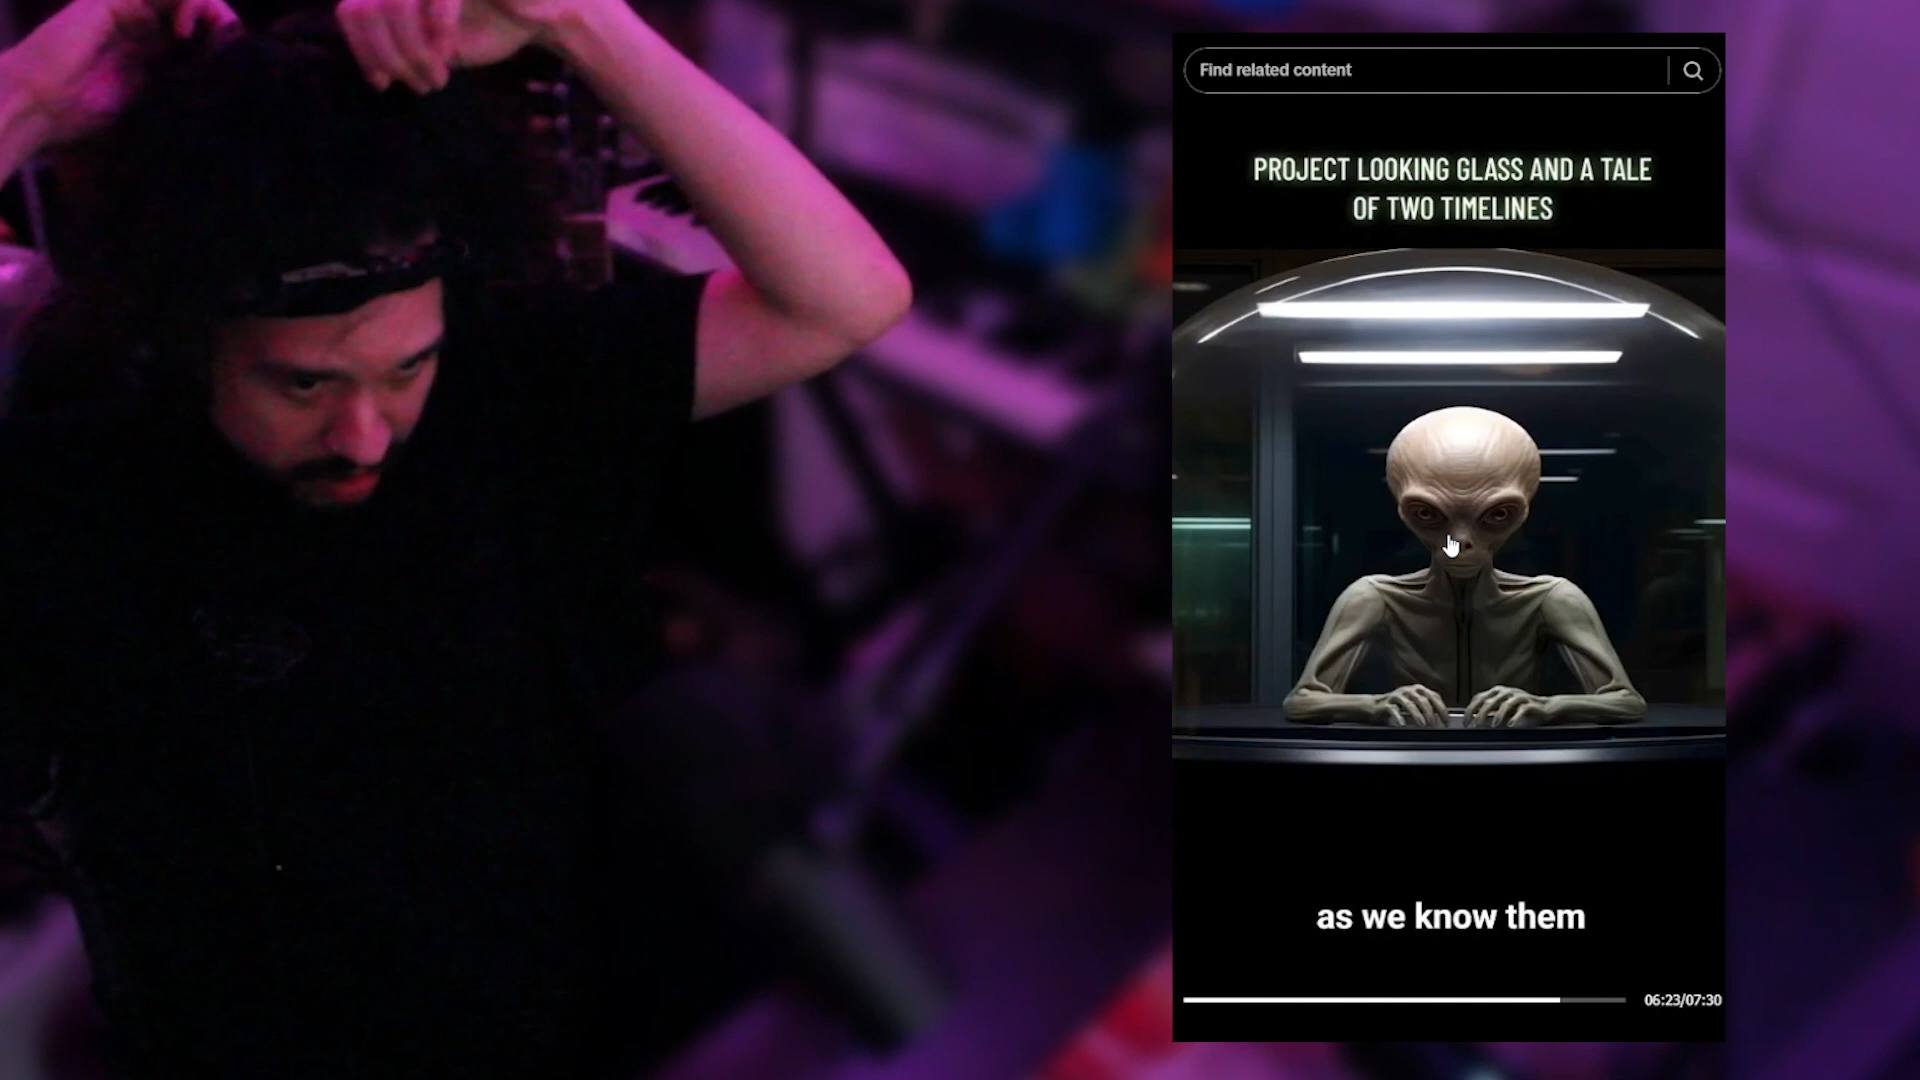 Find related content
PROJECT LOOKING GLASS AND A TALE
OF TWO TIMELINES
as we know them
06:23/07:30